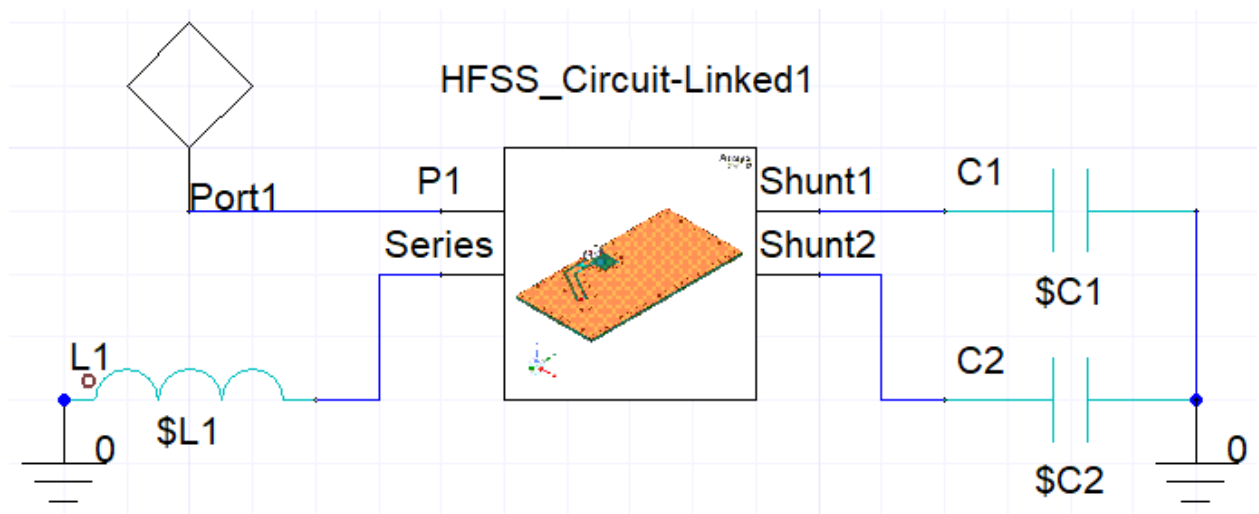 HFSS_Circuit-Linked1
Port1
P1
Series
Shunt1
Shunt2
C1
$C1
L1
$L1
0
C2
$C2
0